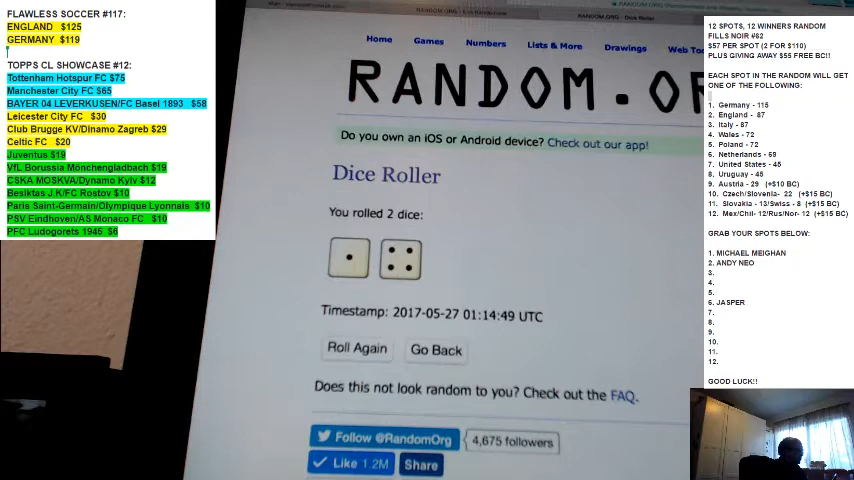 FLAWLESS SOCCER #117:
ENGLAND $125
GERMANY $119
TOPPS CL SHOWCASE #12:
Tottenham Hotspur FC $75
Manchester City FC $65
BAYER 04 LEVERKUSEN/FC Basel 1893 $58
Leicester City FC $30
Club Brugge KV/Dinamo Zagreb $29
Celtic FC $20
Juventus $19
VfL Borussia Mönchengladbach $19
CSKA MOSKVA/Dynamo Kyiv $12
Besiktas J.K/FC Rostov $10
Paris Saint-Germain/Olympique Lyonnais $10
PSV Eindhoven/AS Monaco FC $10
PFC Ludogorets 1945 $6
RANDOM.ORG - Dice Roller
Home Games Numbers Lists & More Drawings Web Too
RANDOM.OR
Do you own an iOS or Android device? Check out our app!
Dice Roller
You rolled 2 dice:
Timestamp: 2017-05-27 01:14:49 UTC
Roll Again Go Back
Does this not look random to you? Check out the FAQ.
Follow @RandomOrg 4,675 followers
Like 1.2M Share
12 SPOTS, 12 WINNERS RANDOM
FILLS NOIR #62
$57 PER SPOT (2 FOR $110)
PLUS GIVING AWAY $55 FREE BC!!
EACH SPOT IN THE RANDOM WILL GET
ONE OF THE FOLLOWING:
1. Germany - 115
2. England - 87
3. Italy - 87
4. Wales - 72
5. Poland - 72
6. Netherlands - 69
7. United States - 45
8. Uruguay - 45
9. Austria - 29 (+$10 BC)
10. Czech/Slovenia- 22 (+$15 BC)
11. Slovakia - 13/Swiss - 8 (+$15 BC)
12. Mex/Chil- 12/Rus/Nor- 12 (+$15 BC)
GRAB YOUR SPOTS BELOW:
1. MICHAEL MEIGHAN
2. ANDY NEO
3.
4.
5.
6. JASPER
7.
8.
9.
10.
11.
12.
GOOD LUCK!!